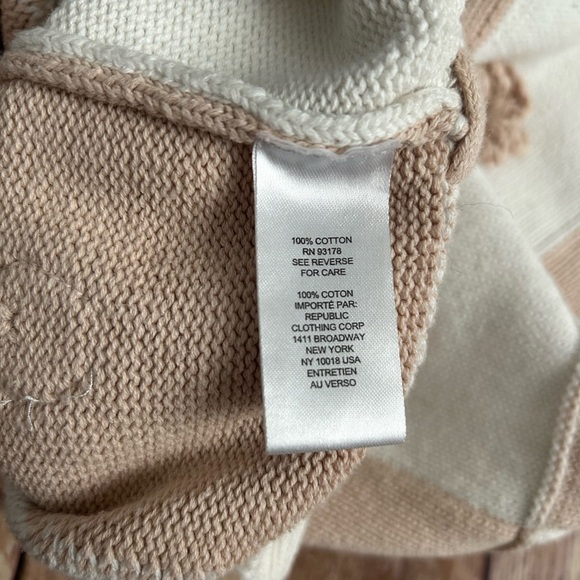 100% COTTON
RN 93178
SEE REVERSE
FOR CARE
100% COTON
IMPORTÉ PAR:
REPUBLIC
CLOTHING CORP
1411 BROADWAY
NEW YORK
NY 10018 USA
ENTRETIEN
AU VERSO